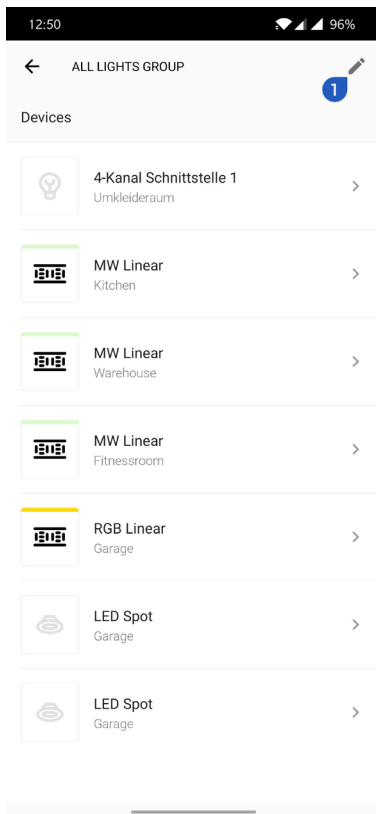 12:50 96%
ALL LIGHTS GROUP
1
Devices
4-Kanal Schnittstelle 1
Umkleideraum
MW Linear
Kitchen
MW Linear
Warehouse
MW Linear
Fitnessroom
RGB Linear
Garage
LED Spot
Garage
LED Spot
Garage